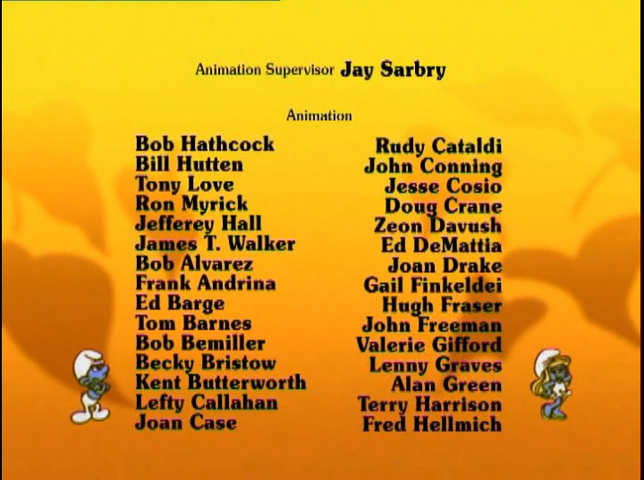 Animation Supervisor Jay Sarbry
Animation
Bob Hathcock
Bill Hutten
Tony Love
Ron Myrick
Jefferey Hall
James T. Walker
Bob Alvarez
Frank Andrina
Ed Barge
Tom Barnes
Bob Bemiller
Becky Bristow
Kent Butterworth
Lefty Callahan
Joan Case
Rudy Cataldi
John Conning
Jesse Cosio
Doug Crane
Zeon Davush
Ed DeMattia
Joan Drake
Gail Finkeldei
Hugh Fraser
John Freeman
Valerie Gifford
Lenny Graves
Alan Green
Terry Harrison
Fred Hellmich